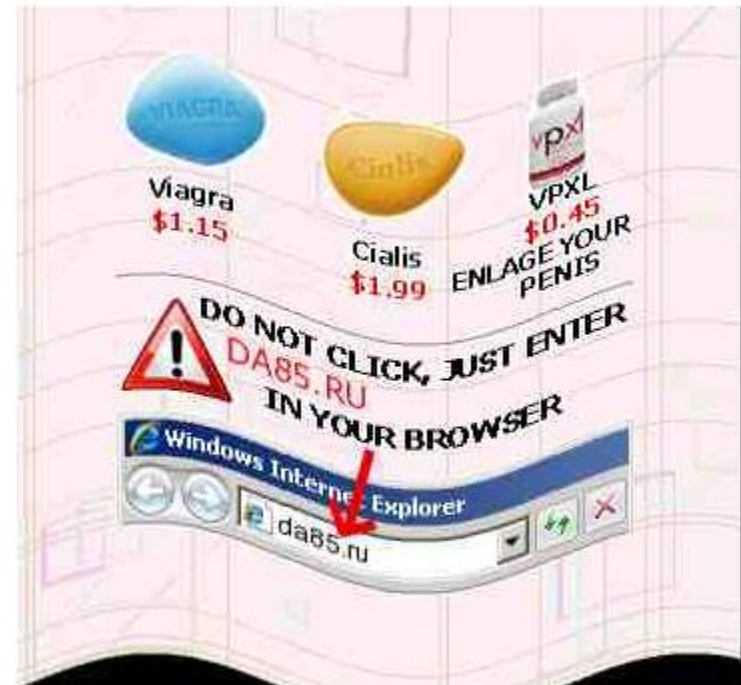 VIAGRA
Cialis
vpxl
Viagra
$1.15
Cialis
$1.99
VPXL
$0.45
ENLAGE YOUR
PENIS
DO NOT CLICK, JUST ENTER
DA85.RU
IN YOUR BROWSER
Windows Internet Explorer
da85.ru